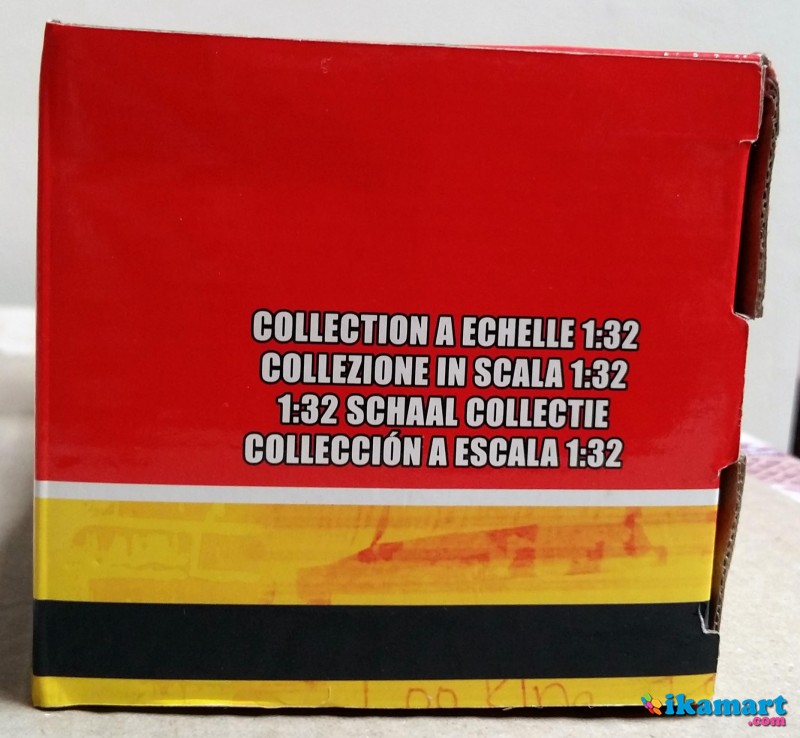 COLLECTION A ECHELLE 1:32
COLLEZIONE IN SCALA 1:32
1:32 SCHAAL COLLECTIE
COLLECCIÓN A ESCALA 1:32
ikamart
.com